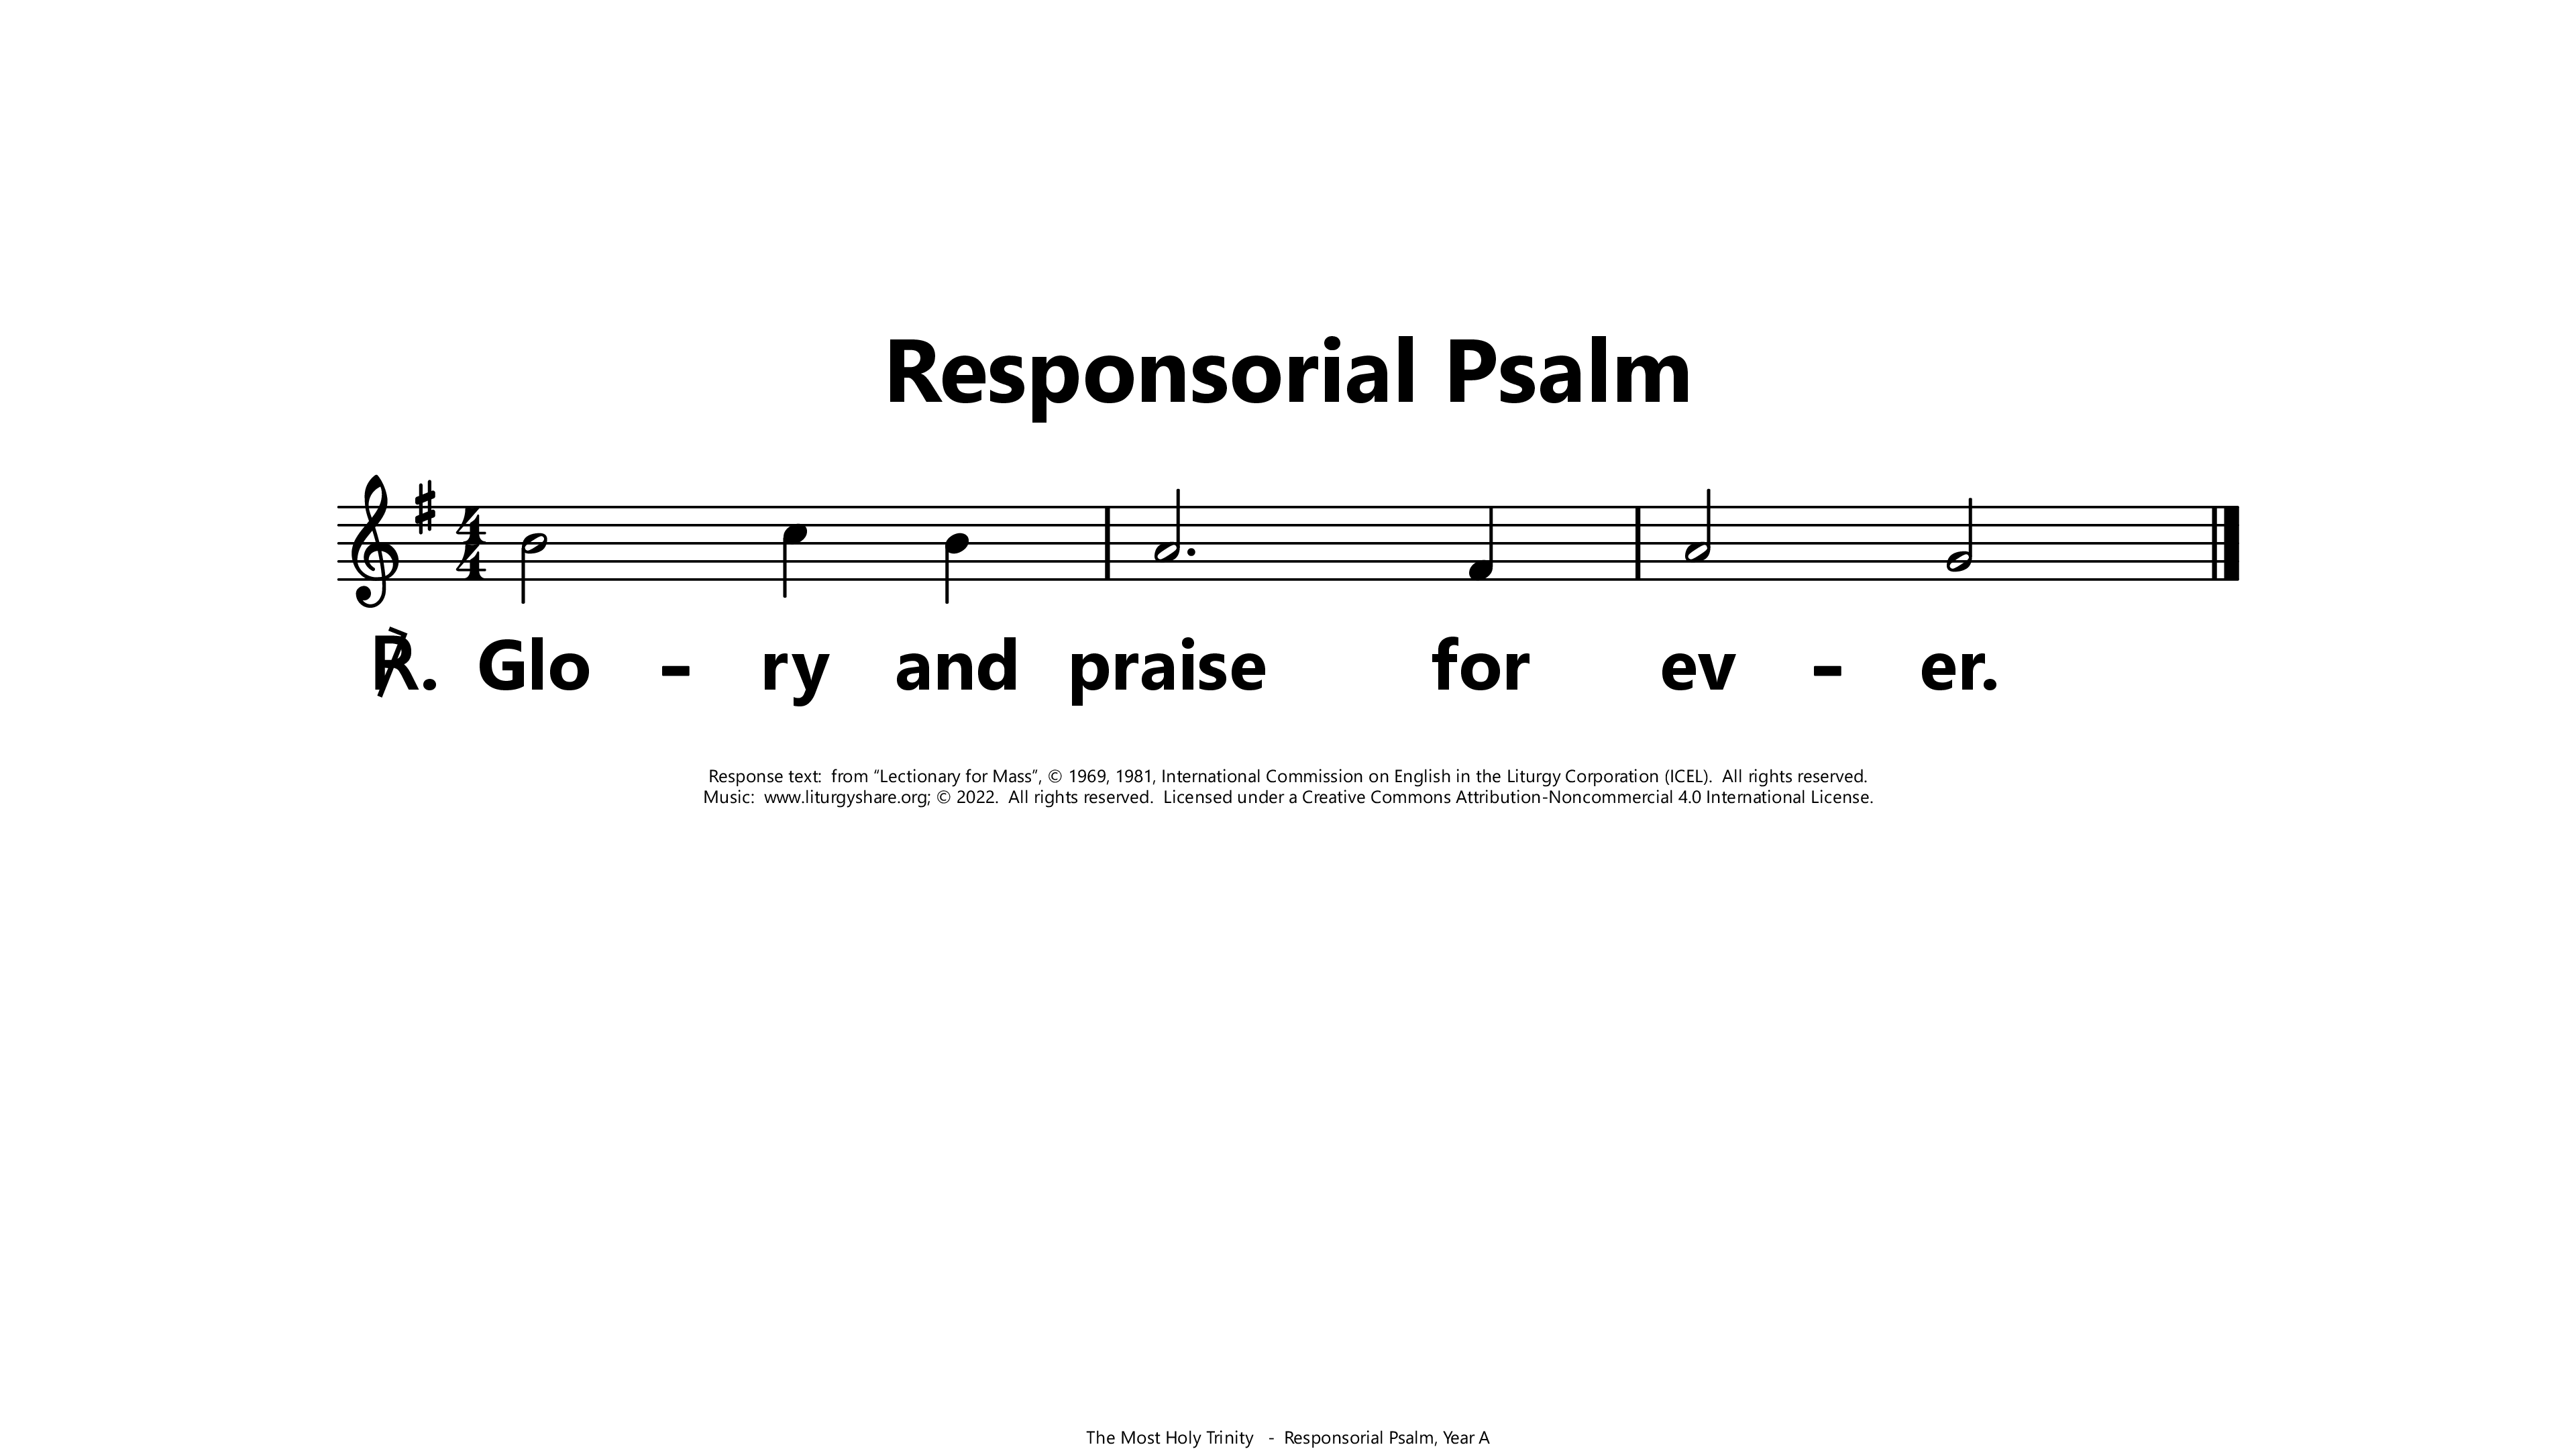 Responsorial Psalm
4
4
℟. Glo - ry and praise for ev - er.
Response text:  from “Lectionary for Mass”, © 1969, 1981, International Commission on English in the Liturgy Corporation (ICEL).  All rights reserved.
Music:  www.liturgyshare.org; © 2022.  All rights reserved.  Licensed under a Creative Commons Attribution-Noncommercial 4.0 International License.
The Most Holy Trinity   -  Responsorial Psalm, Year A